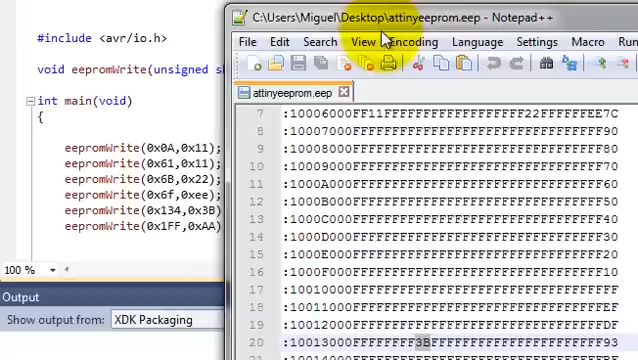 #include <avr/io.h>
void eepromWrite(unsigned s
int main(void)
{
eepromWrite(0x0A,0x11);
eepromWrite(0x61,0x11);
eepromWrite(0x6B,0x22);
eepromWrite(0x6f,0xee);
eepromWrite(0x134,0x3B)
eepromWrite(0x1FF,0xAA)
100 %
Output
Show output from: XDK Packaging
C:\Users\Miguel\Desktop\attinyeeprom.eep - Notepad++
File Edit Search View Encoding Language Settings Macro Run
attinyeeprom.eep
7 :10006000FF11FFFFFFFFFFFFFFFFFF22FFFFFFEE7C
8 :10007000FFFFFFFFFFFFFFFFFFFFFFFFFFFFFFFF90
9 :10008000FFFFFFFFFFFFFFFFFFFFFFFFFFFFFFFF80
10 :10009000FFFFFFFFFFFFFFFFFFFFFFFFFFFFFFFF70
11 :1000A000FFFFFFFFFFFFFFFFFFFFFFFFFFFFFFFF60
12 :1000B000FFFFFFFFFFFFFFFFFFFFFFFFFFFFFFFF50
13 :1000C000FFFFFFFFFFFFFFFFFFFFFFFFFFFFFFFF40
14 :1000D000FFFFFFFFFFFFFFFFFFFFFFFFFFFFFFFF30
15 :1000E000FFFFFFFFFFFFFFFFFFFFFFFFFFFFFFFF20
16 :1000F000FFFFFFFFFFFFFFFFFFFFFFFFFFFFFFFF10
17 :10010000FFFFFFFFFFFFFFFFFFFFFFFFFFFFFFFFFF
18 :10011000FFFFFFFFFFFFFFFFFFFFFFFFFFFFFFFFEF
19 :10012000FFFFFFFFFFFFFFFFFFFFFFFFFFFFFFFFDF
20 :10013000FFFFFFFF3BFFFFFFFFFFFFFFFFFFFFFF93